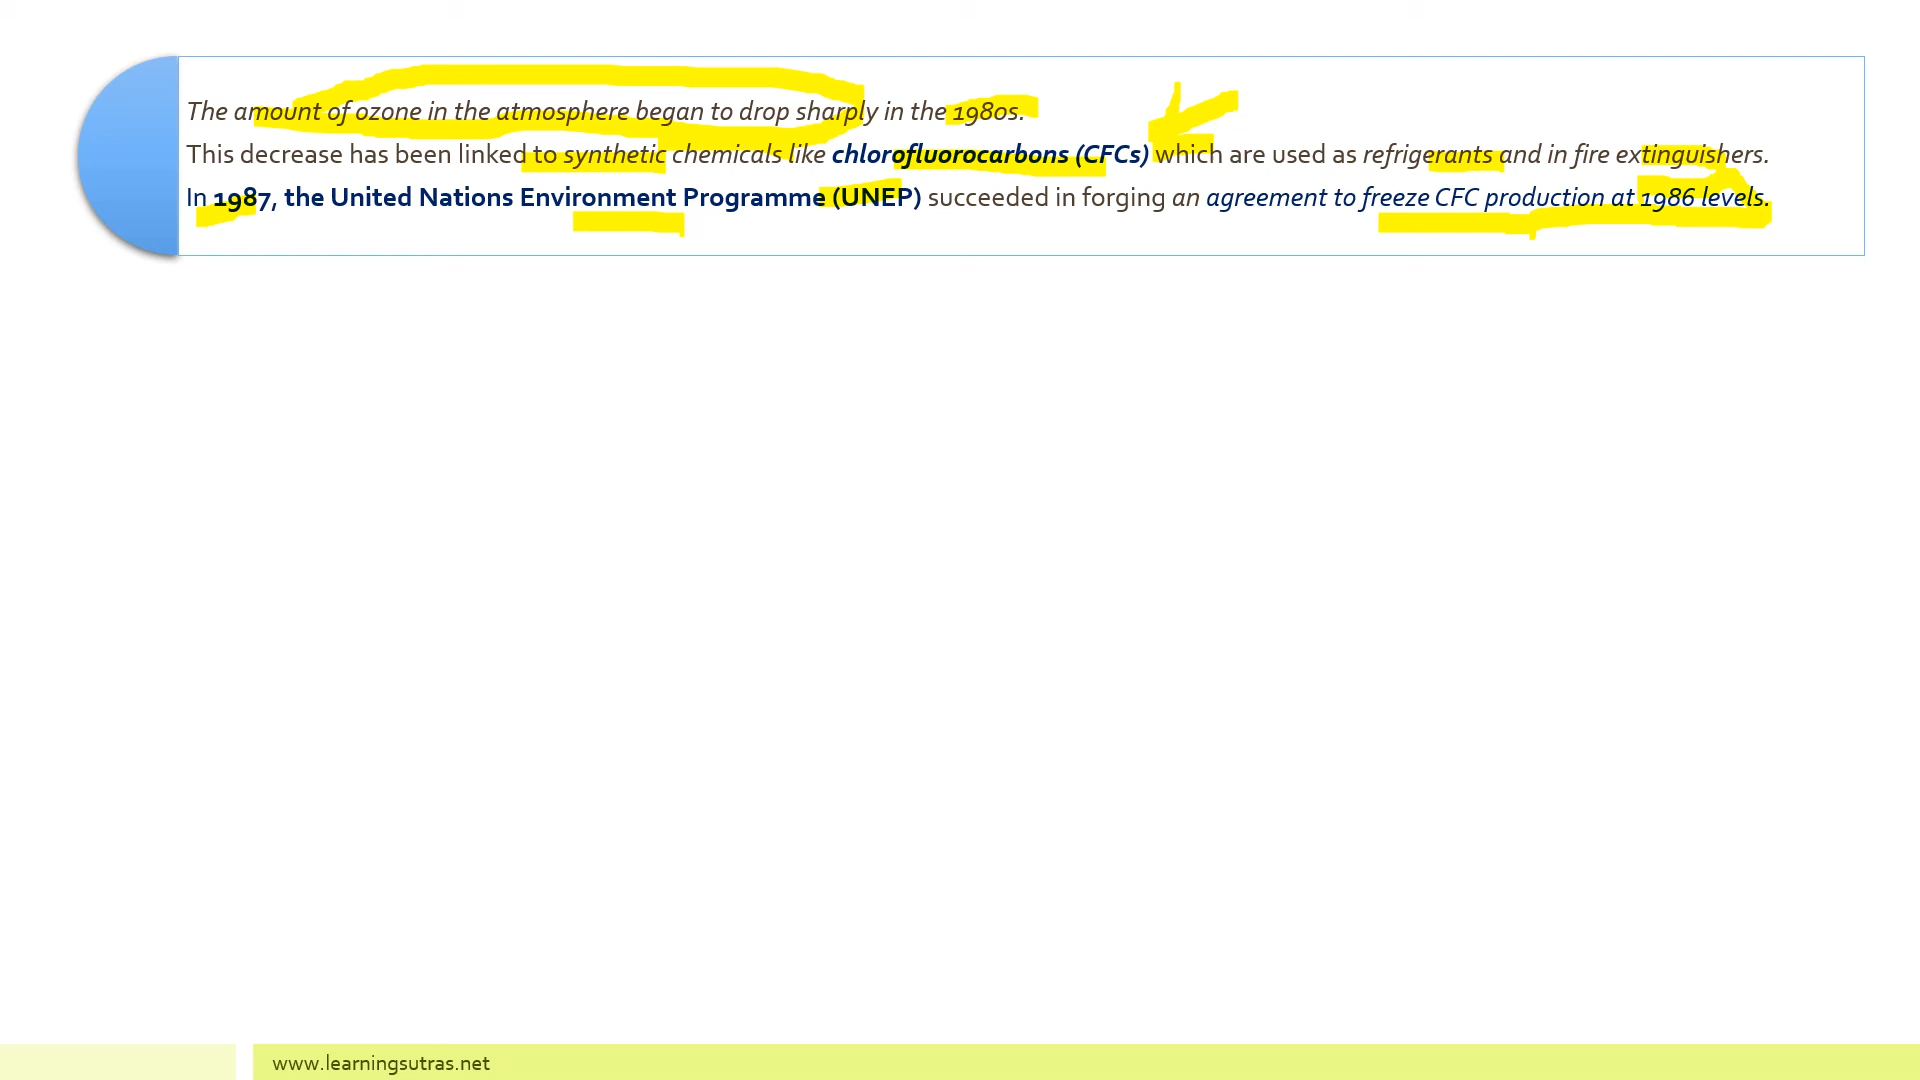 The amount of ozone in the atmosphere began to drop sharply in the 1980s.
This decrease has been linked to synthetic chemicals like chlorofluorocarbons (CFCs) which are used as refrigerants and in fire extinguishers.
In 1987, the United Nations Environment Programme (UNEP) succeeded in forging an agreement to freeze CFC production at 1986 levels.
www.learningsutras.net